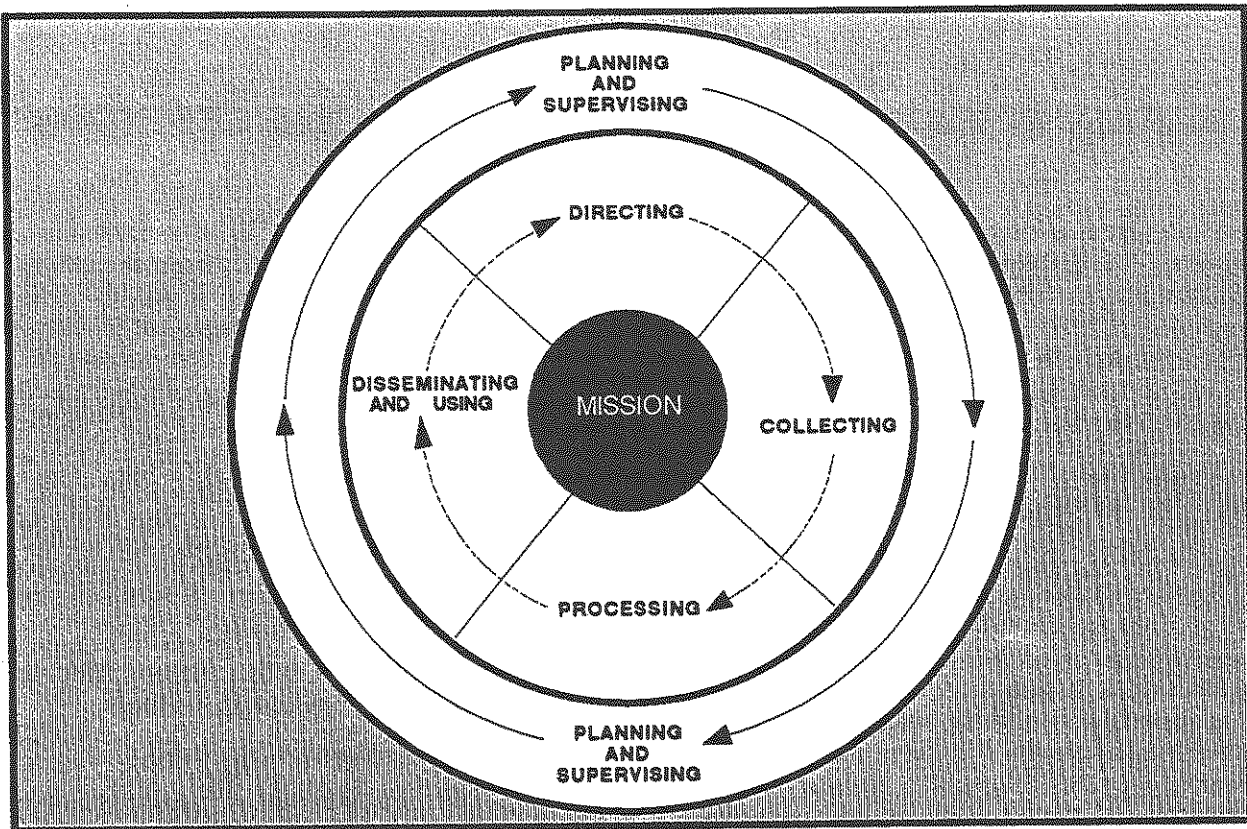 PLANNING
AND
SUPERVISING
DIRECTING
DISSEMINATING
AND USING
MISSION
COLLECTING
PROCESSING
PLANNING
AND
SUPERVISING